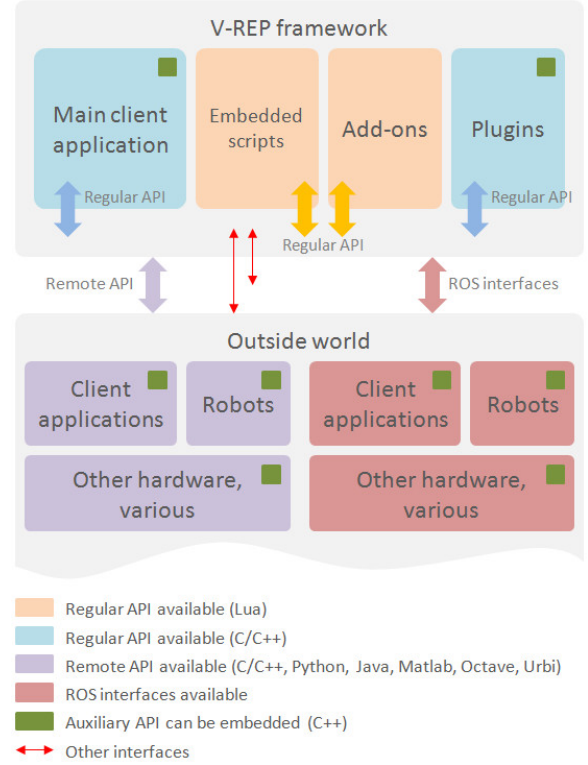 V-REP framework
Main client
application
Embedded
scripts
Add-ons
Plugins
Regular API
Regular API
Regular API
Remote API
ROS interfaces
Outside world
Client
applications
Robots
Client
applications
Robots
Other hardware,
various
Other hardware,
various
Regular API available (Lua)
Regular API available (C/C++)
Remote API available (C/C++, Python, Java, Matlab, Octave, Urbi)
ROS interfaces available
Auxiliary API can be embedded (C++)
Other interfaces